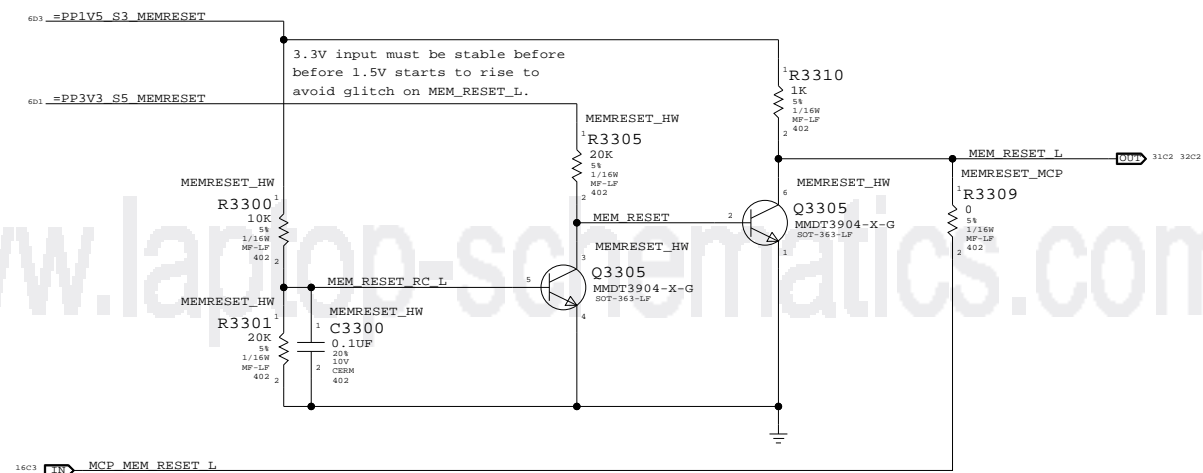 6D3 =PP1V5_S3_MEMRESET
3.3V input must be stable before
before 1.5V starts to rise to
avoid glitch on MEM_RESET_L.
1
R3310
1K
5%
1/16W
MF-LF
402
2
6D1 =PP3V3_S5_MEMRESET
MEMRESET_HW
1
R3305
20K
5%
1/16W
MF-LF
402
2
MEM_RESET_L OUT 31C2 32C2
MEMRESET_MCP
1
R3309
0
5%
1/16W
MF-LF
402
2
MEMRESET_HW
1
R3300
10K
5%
1/16W
MF-LF
402
2
MEM_RESET 2
6 MEMRESET_HW
Q3305
MMDT3904-X-G
SOT-363-LF
1
MEMRESET_HW
3
Q3305
MMDT3904-X-G
SOT-363-LF
4
MEM_RESET_RC_L 5
MEMRESET_HW
1
R3301
20K
5%
1/16W
MF-LF
402
2
MEMRESET_HW
1
C3300
0.1UF
20%
10V
CERM
402
2
16C3 IN MCP_MEM_RESET_L
w.laptop-schematics.com